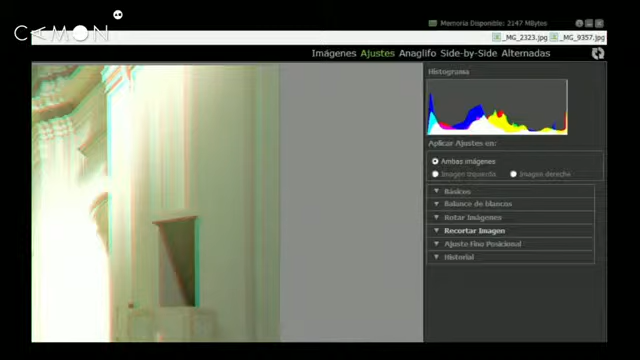 CAMON
Memoria Disponible: 2147 MBytes
_MG_2323.jpg _MG_9357.jpg
Imágenes Ajustes Anaglifo Side-by-Side Alternadas
Histograma
Aplicar Ajustes en:
Ambas imágenes
Imagen Izquierda Imagen derecha
Básicos
Balance de blancos
Rotar Imágenes
Recortar Imagen
Ajuste Fino Posicional
Historial